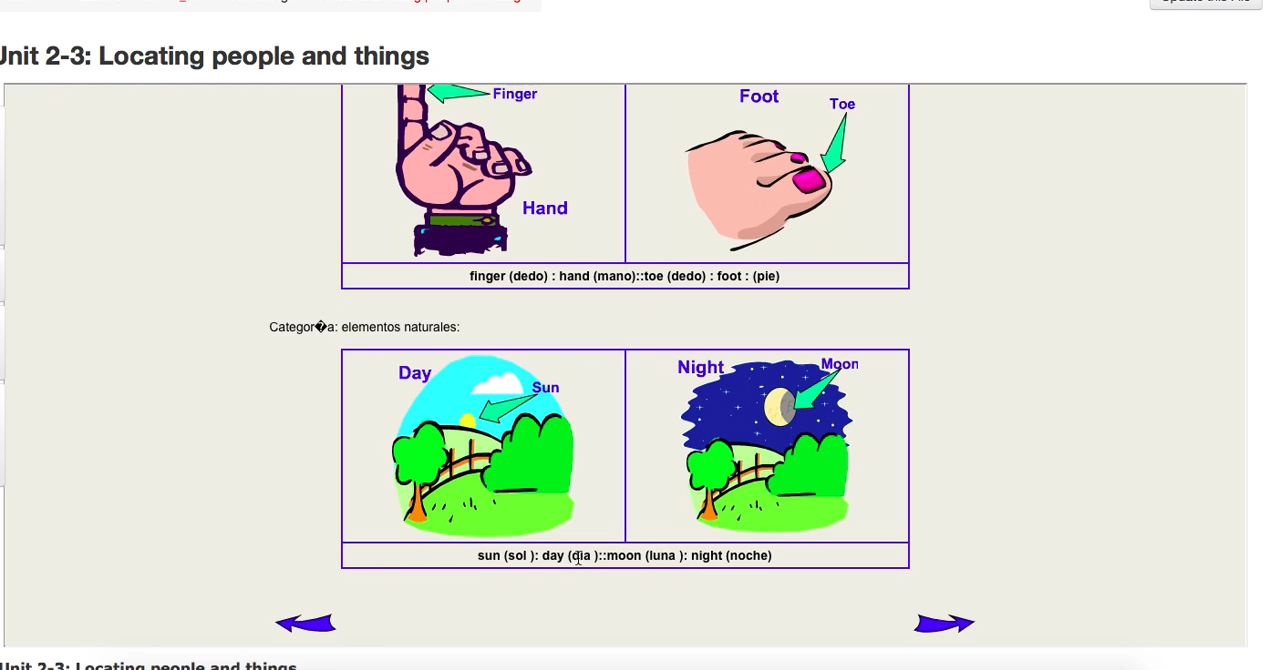 Unit 2-3: Locating people and things
Finger
Foot
Toe
Hand
finger (dedo) : hand (mano)::toe (dedo) : foot : (pie)
Categor�a: elementos naturales:
Day
Sun
Night
Moon
sun (sol ): day (dia )::moon (luna ): night (noche)
Unit 2-3: Locating people and things